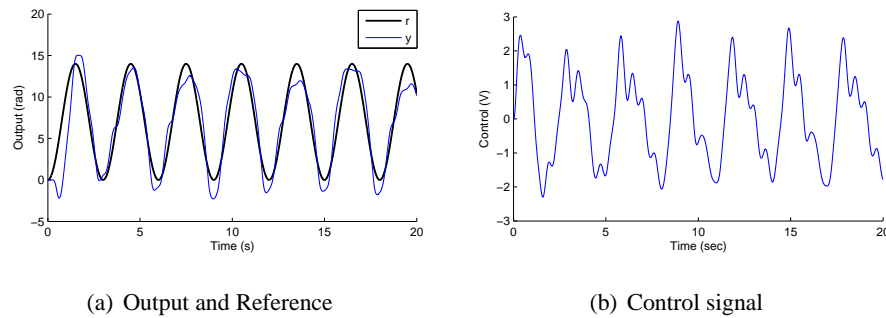 r
y
20
15
10
5
0
−5
0
5
10
15
20
Output (rad)
Time (s)
(a) Output and Reference
3
2
1
0
−1
−2
−3
0
5
10
15
20
Control (V)
Time (sec)
(b) Control signal